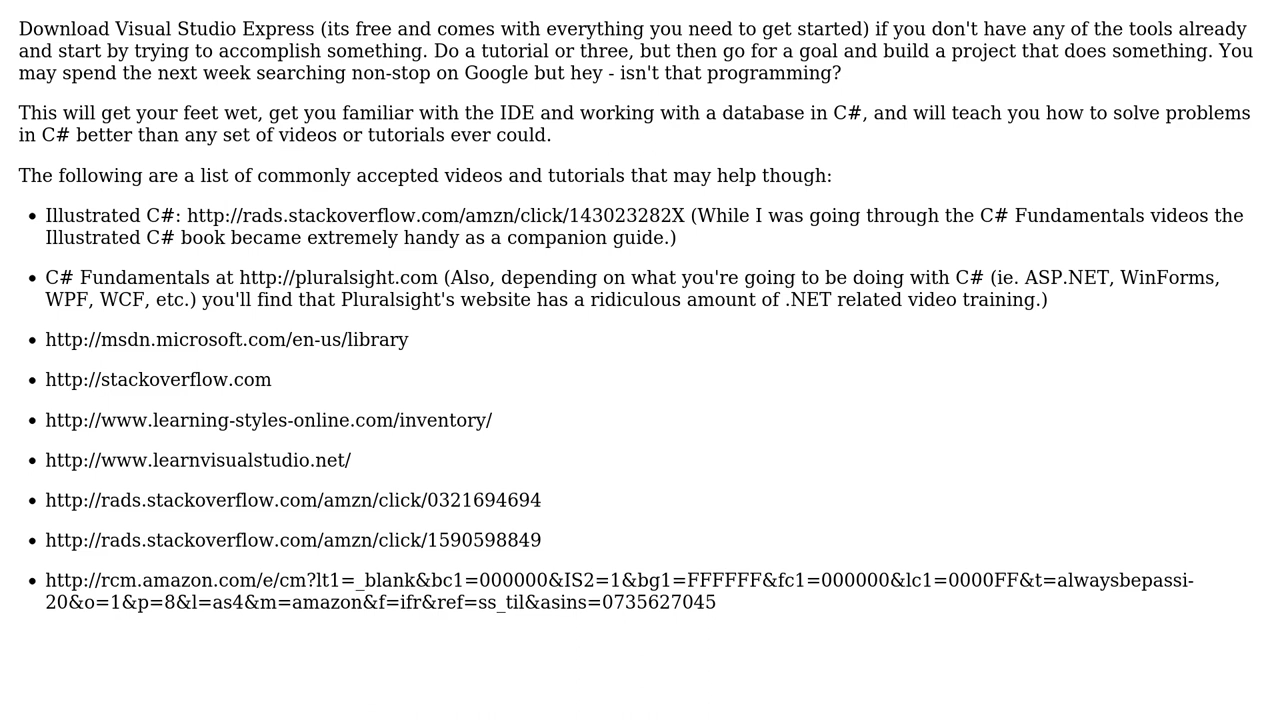 Download Visual Studio Express (its free and comes with everything you need to get started) if you don't have any of the tools already
and start by trying to accomplish something. Do a tutorial or three, but then go for a goal and build a project that does something. You
may spend the next week searching non-stop on Google but hey - isn't that programming?
This will get your feet wet, get you familiar with the IDE and working with a database in C#, and will teach you how to solve problems
in C# better than any set of videos or tutorials ever could.
The following are a list of commonly accepted videos and tutorials that may help though:
• Illustrated C#: http://rads.stackoverflow.com/amzn/click/143023282X (While I was going through the C# Fundamentals videos the
Illustrated C# book became extremely handy as a companion guide.)
• C# Fundamentals at http://pluralsight.com (Also, depending on what you're going to be doing with C# (ie. ASP.NET, WinForms,
WPF, WCF, etc.) you'll find that Pluralsight's website has a ridiculous amount of .NET related video training.)
• http://msdn.microsoft.com/en-us/library
• http://stackoverflow.com
• http://www.learning-styles-online.com/inventory/
• http://www.learnvisualstudio.net/
• http://rads.stackoverflow.com/amzn/click/0321694694
• http://rads.stackoverflow.com/amzn/click/1590598849
• http://rcm.amazon.com/e/cm?lt1=_blank&bc1=000000&IS2=1&bg1=FFFFFF&fc1=000000&lc1=0000FF&t=alwaysbepassi-
20&o=1&p=8&l=as4&m=amazon&f=ifr&ref=ss_til&asins=0735627045